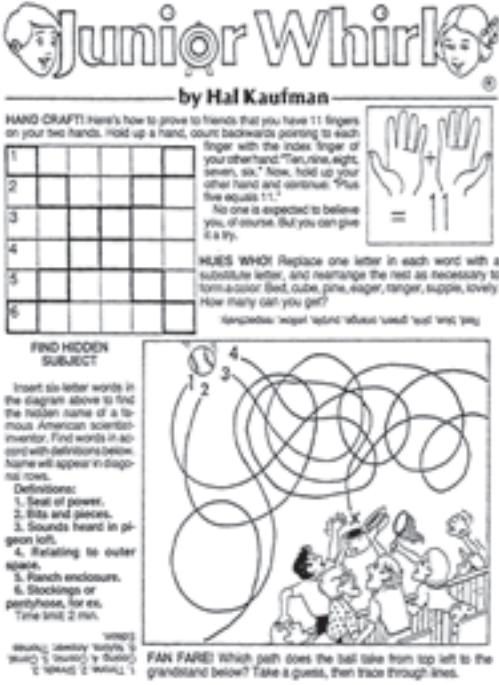 Junior Whirl
by Hal Kaufman
HAND CRAFT! Here's how to prove to friends that you have 11 fingers
on your two hands. Hold up a hand, count backwards pointing to each
finger with the index finger of
your other hand: "Ten, nine, eight,
seven, six." Now, hold up your
other hand and continue: "Plus
five equals 11."
No one is expected to believe
you, of course. But you can give
it a try.
+
= 11
1
2
3
4
5
6
HUES WHO! Replace one letter in each word with a
substitute letter, and rearrange the rest as necessary to
form a color: Bed, cube, pine, eager, ranger, supple, lovely.
How many can you get?
Red, blue, pink, green, orange, purple, yellow, respectively.
FIND HIDDEN
SUBJECT
Insert six-letter words in
the diagram above to find
the hidden name of a fa-
mous American scientist-
inventor. Find words in ac-
cord with definitions below.
Name will appear in diago-
nal rows.
Definitions:
1. Seat of power.
2. Bits and pieces.
3. Sounds heard in pi-
geon loft.
4. Relating to outer
space.
5. Ranch enclosure.
6. Stockings or
pantyhose, for ex.
Time limit: 2 min.
1. Throne. 2. Shreds. 3.
Cooing. 4. Cosmic. 5. Corral.
6. Nylons. Answer: Thomas
Edison.
1
2
3
4
x
FAN FARE! Which path does the ball take from top left to the
grandstand below? Take a guess, then trace through lines.